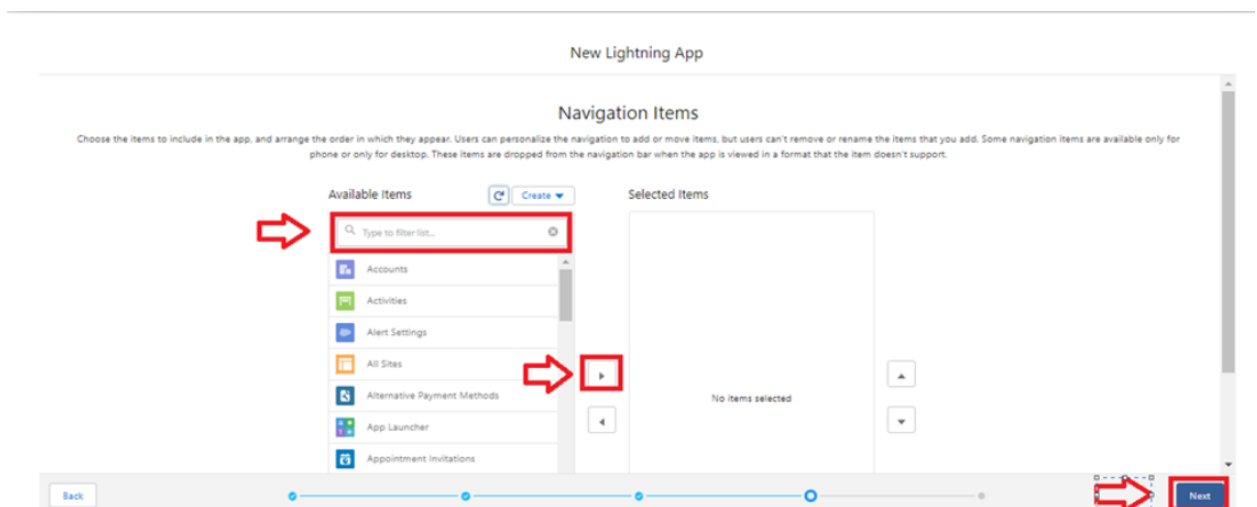 New Lightning App
Navigation Items
Choose the items to include in the app, and arrange the order in which they appear. Users can personalize the navigation to add or move items, but users can't remove or rename the items that you add. Some navigation items are available only for
phone or only for desktop. These items are dropped from the navigation bar when the app is viewed in a format that the item doesn't support.
Available Items
Create
Selected Items
Type to filter list...
Accounts
Activities
Alert Settings
All Sites
Alternative Payment Methods
App Launcher
Appointment Invitations
No items selected
Back
Next